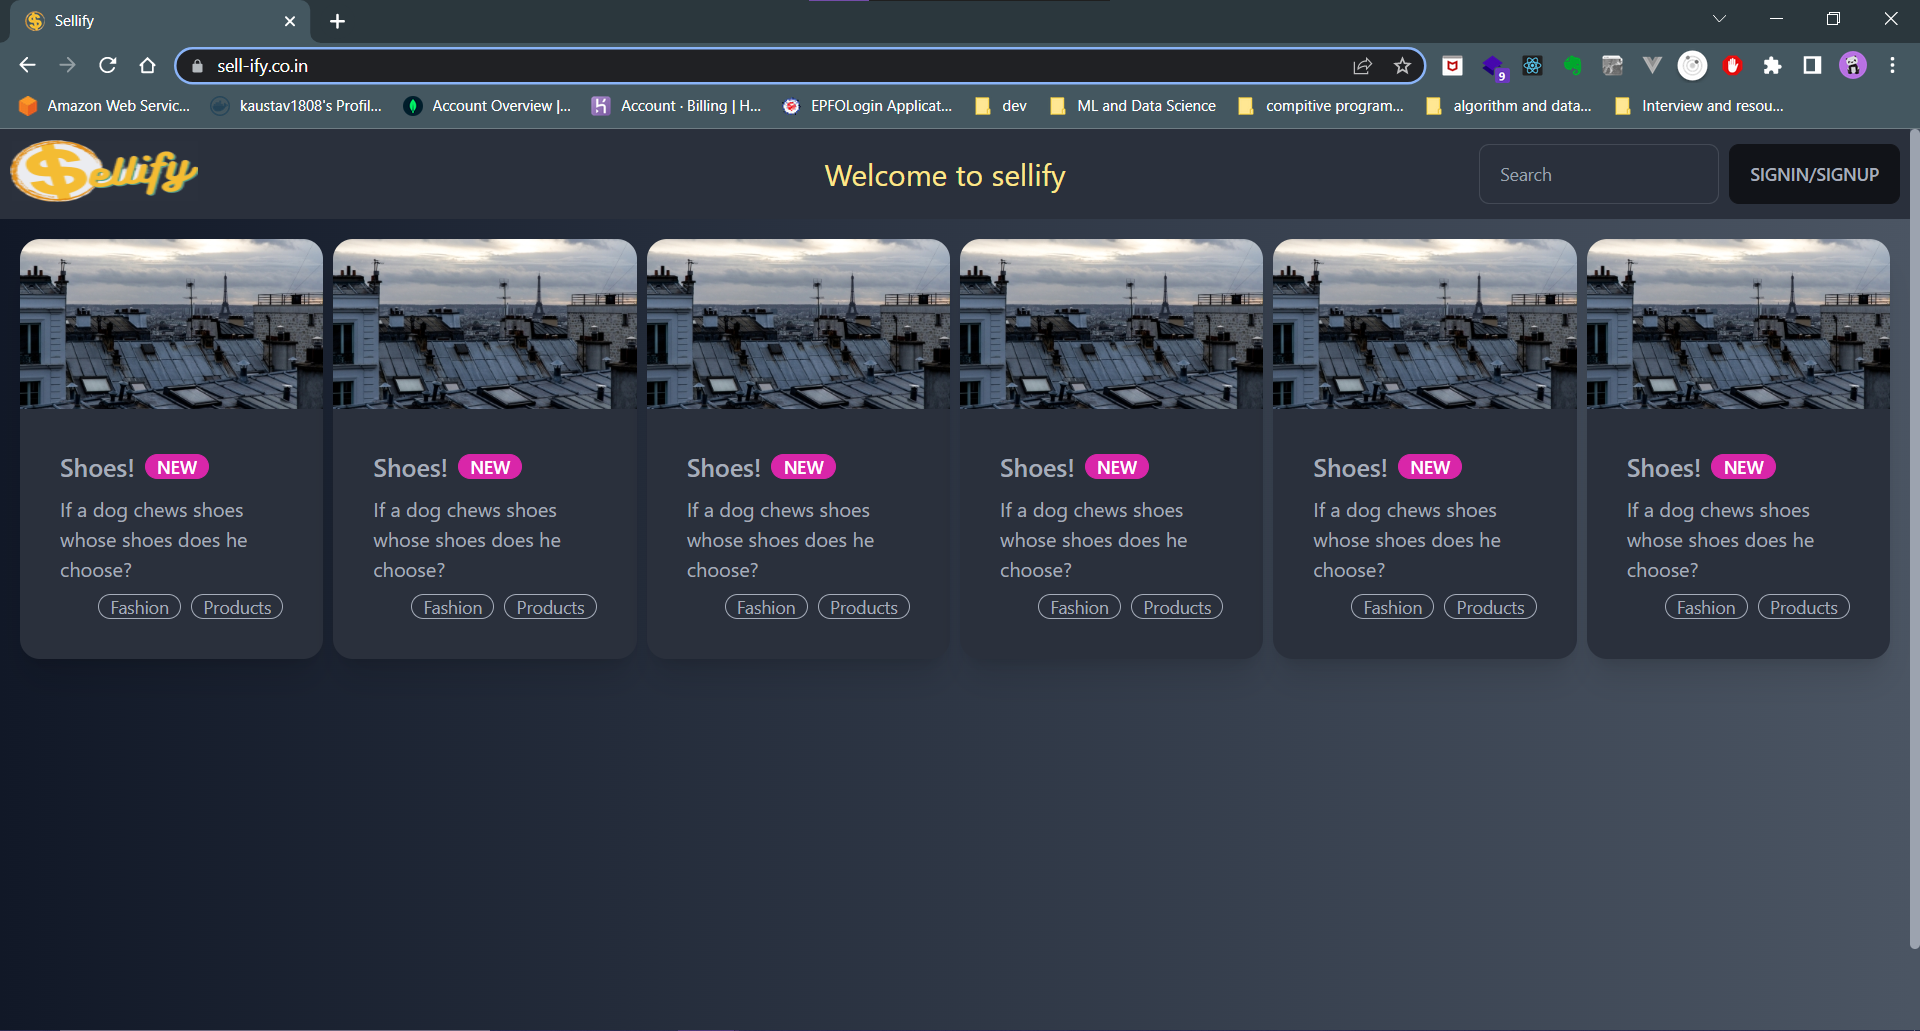 Sellify
sell-ify.co.in
9
Amazon Web Servic...
kaustav1808's Profil...
Account Overview |...
Account · Billing | H...
EPFOLogin Applicat...
dev
ML and Data Science
compitive program...
algorithm and data...
Interview and resou...
$ellify
Welcome to sellify
Search
SIGNIN/SIGNUP
Shoes! NEW
If a dog chews shoes
whose shoes does he
choose?
Fashion Products
Shoes! NEW
If a dog chews shoes
whose shoes does he
choose?
Fashion Products
Shoes! NEW
If a dog chews shoes
whose shoes does he
choose?
Fashion Products
Shoes! NEW
If a dog chews shoes
whose shoes does he
choose?
Fashion Products
Shoes! NEW
If a dog chews shoes
whose shoes does he
choose?
Fashion Products
Shoes! NEW
If a dog chews shoes
whose shoes does he
choose?
Fashion Products